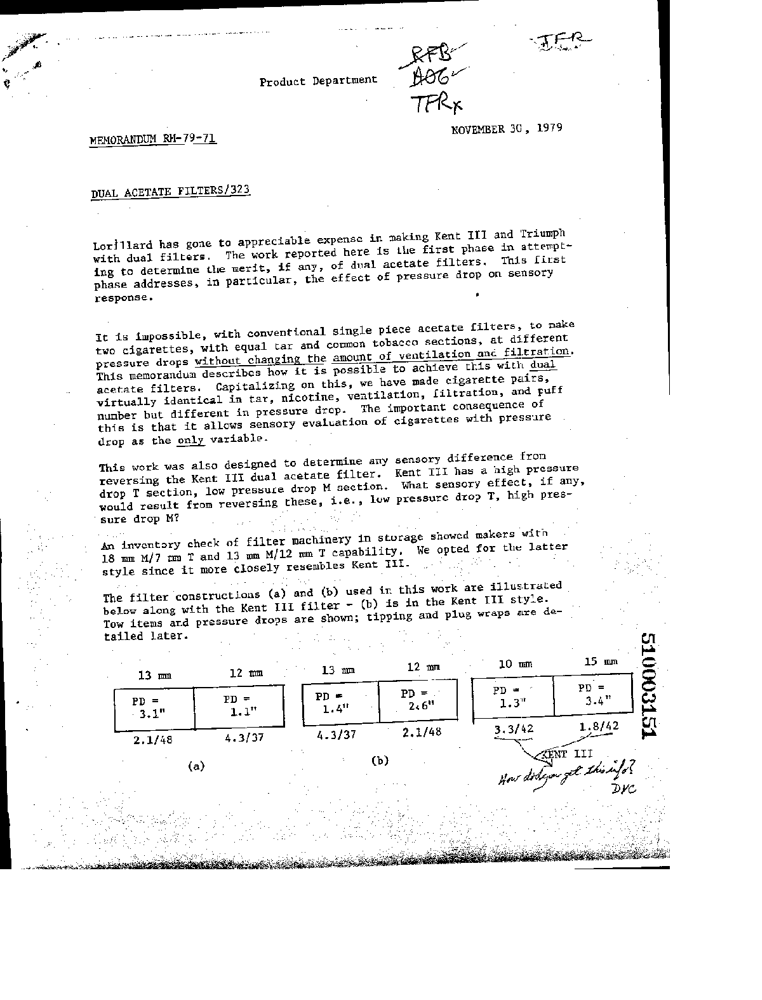 IFR
RFB
AOG
TFRx
Product Department
NOVEMBER 30, 1979
MEMORANDUM RM-79-71
DUAL ACETATE FILTERS/323
Lorillard has gone to appreciable expense in making Kent III and Triumph
with dual filters. The work reported here is the first phase in attempt-
ing to determine the merit, if any, of dual acetate filters. This first
phase addresses, in particular, the effect of pressure drop on sensory
response.
It is impossible, with conventional single piece acetate filters, to make
two cigarettes, with equal tar and common tobacco sections, at different
pressure drops without changing the amount of ventilation and filtration.
This memorandum describes how it is possible to achieve this with dual
acetate filters. Capitalizing on this, we have made cigarette pairs,
virtually identical in tar, nicotine, ventilation, filtration, and puff
number but different in pressure drop. The important consequence of
this is that it allows sensory evaluation of cigarettes with pressure
drop as the only variable.
This work was also designed to determine any sensory difference from
reversing the Kent III dual acetate filter. Kent III has a high pressure
drop T section, low pressure drop M section. What sensory effect, if any,
would result from reversing these, i.e., low pressure drop T, high pres-
sure drop M?
An inventory check of filter machinery in storage showed makers with
18 mm M/7 mm T and 13 mm M/12 mm T capability. We opted for the latter
style since it more closely resembles Kent III.
The filter constructions (a) and (b) used in this work are illustrated
below along with the Kent III filter - (b) is in the Kent III style.
Tow items and pressure drops are shown; tipping and plug wraps are de-
tailed later.
13 mm 12 mm 13 mm 12 mm 10 mm 15 mm
PD = PD = PD = PD = PD = PD =
3.1" 1.1" 1.4" 2.6" 1.3" 3.4"
2.1/48 4.3/37 4.3/37 2.1/48 3.3/42 1.8/42
(a) (b) KENT III
How did you get this info?
DVC
510003151